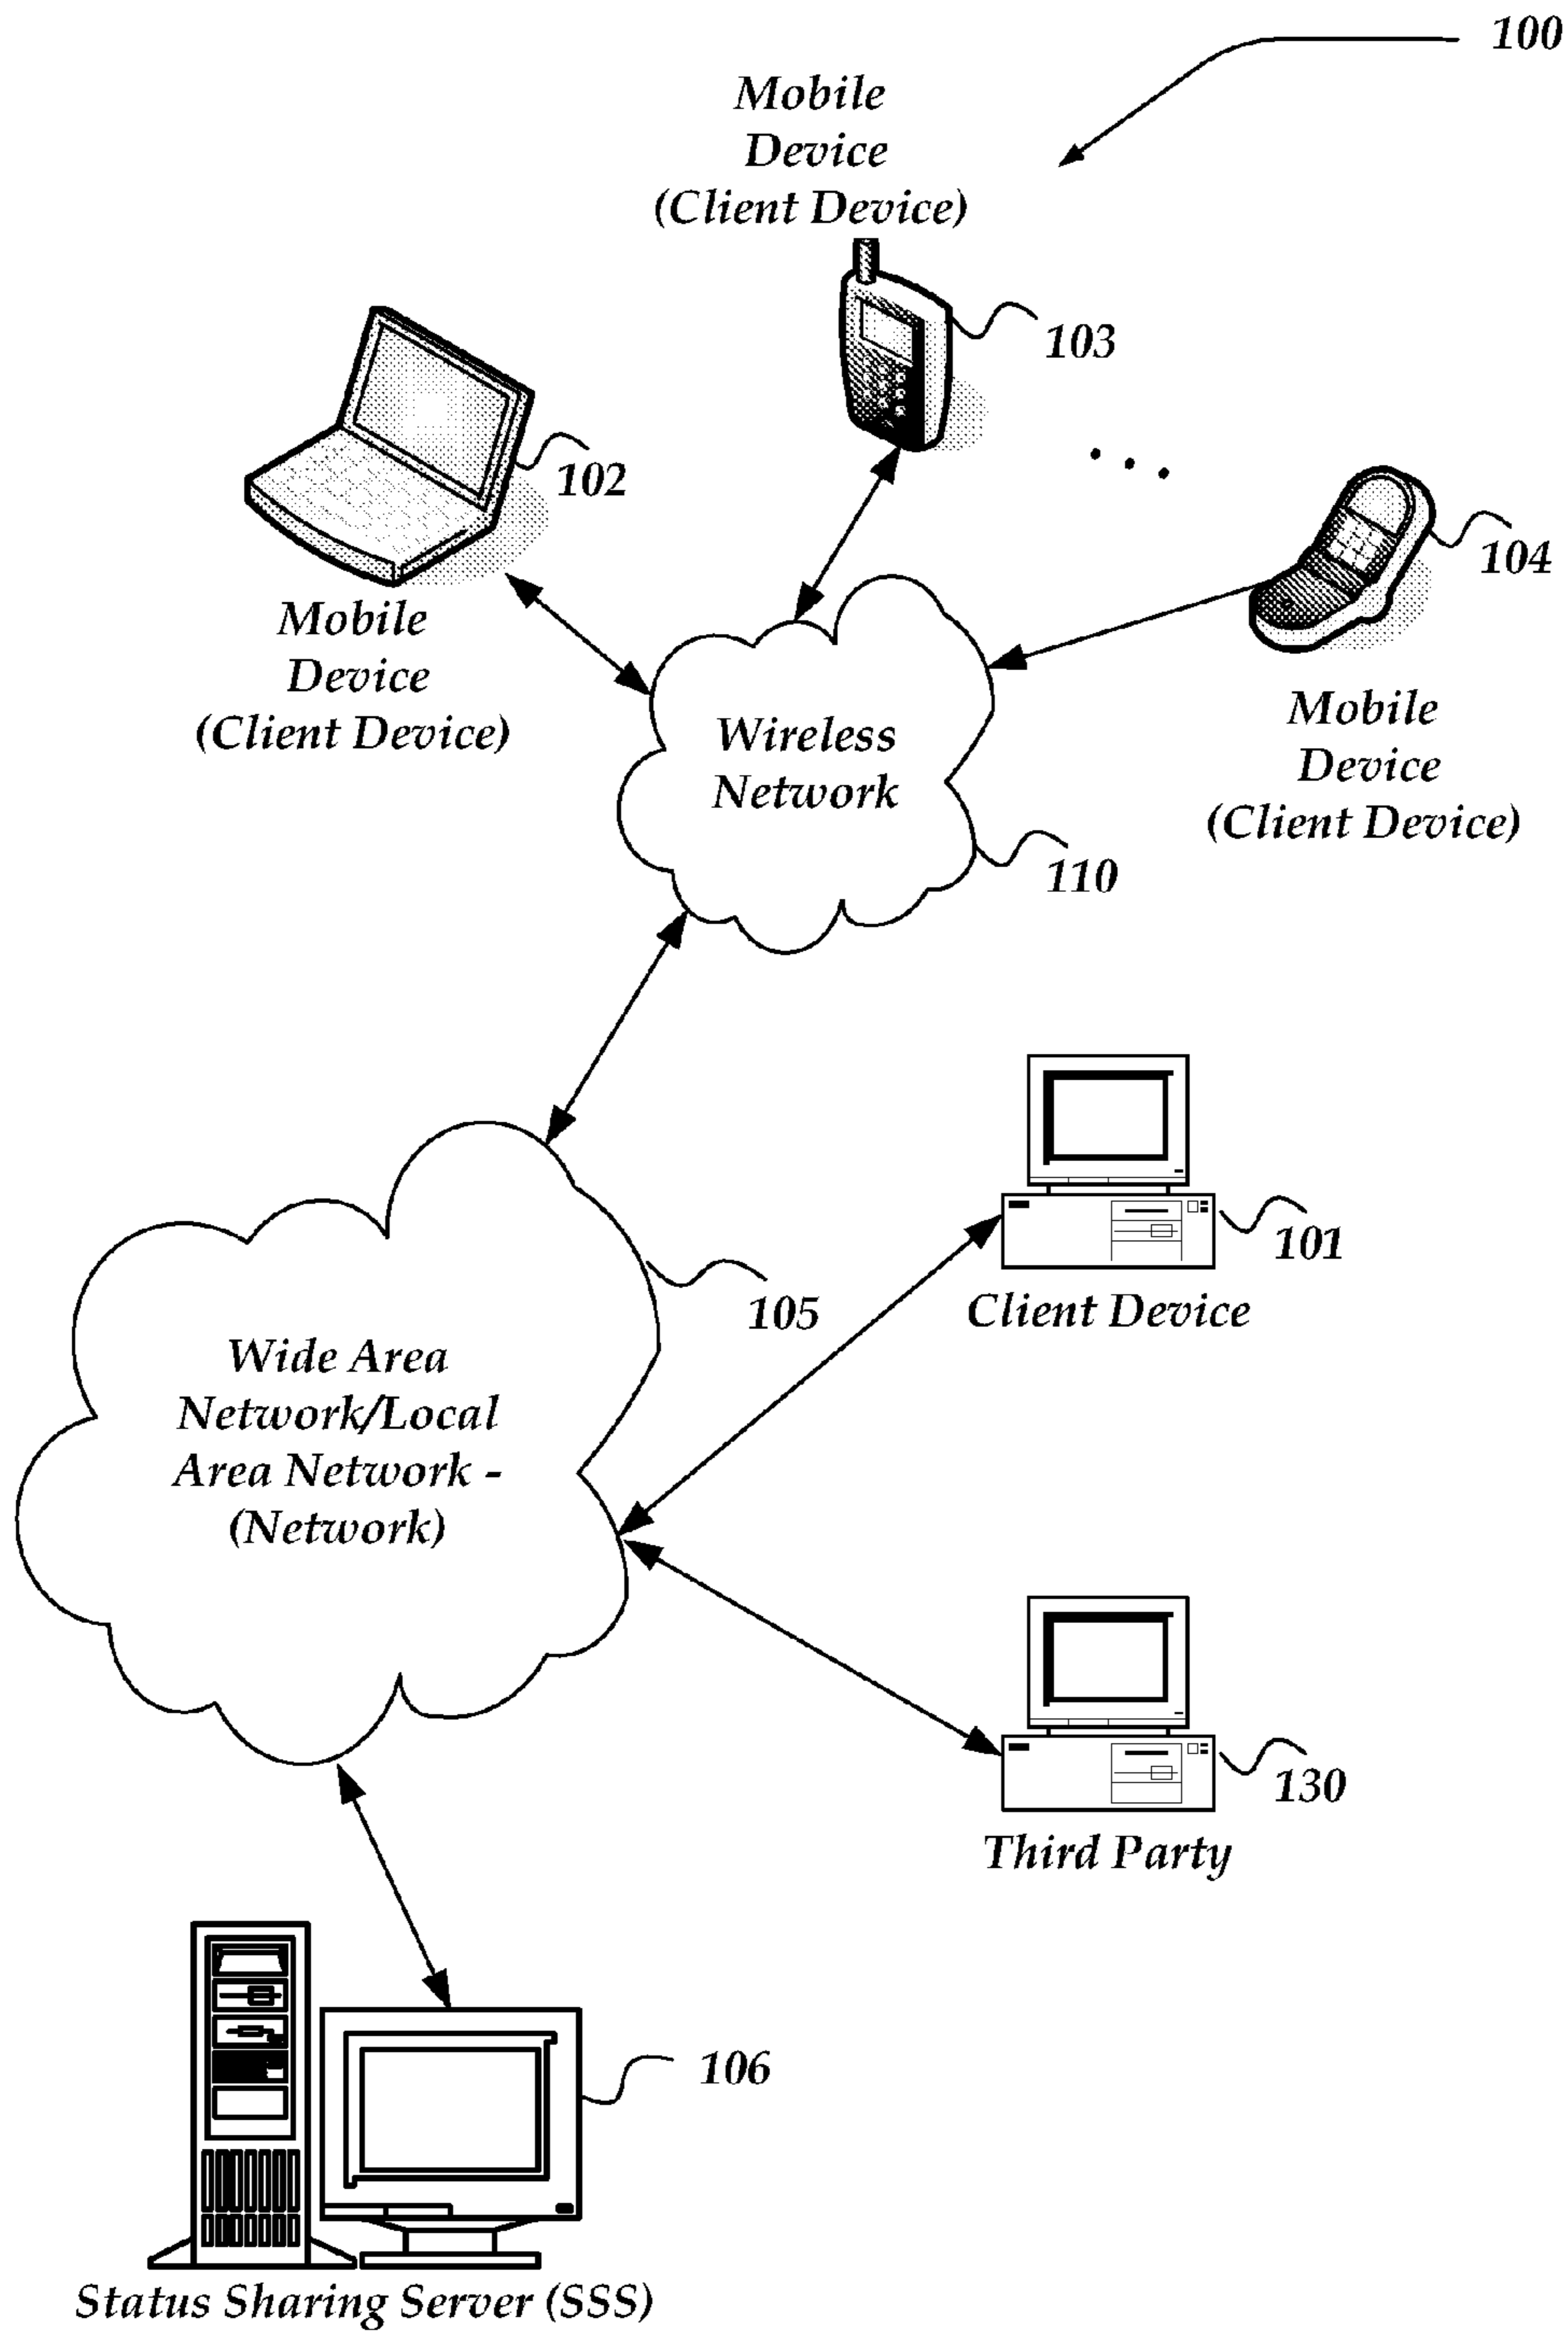 100
Mobile
Device
(Client Device)
103
102
104
Mobile
Device
(Client Device)
Wireless
Network
Mobile
Device
(Client Device)
110
101
Client Device
105
Wide Area
Network/Local
Area Network -
(Network)
130
Third Party
106
Status Sharing Server (SSS)